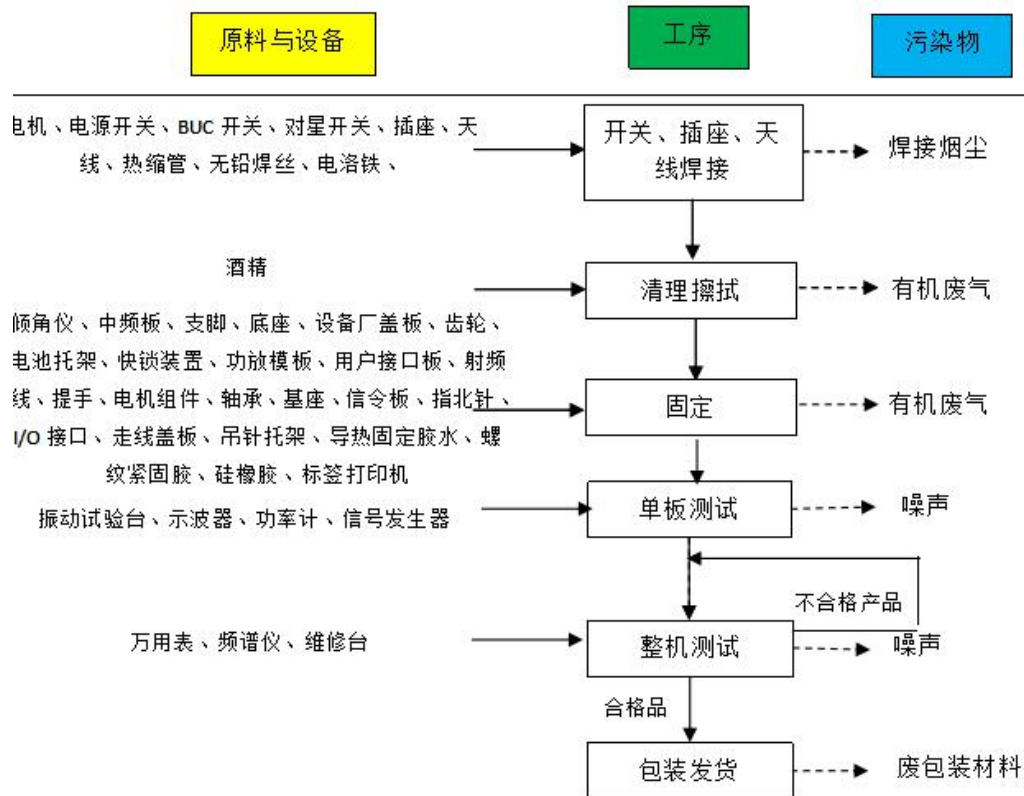 原料与设备
工序
污染物
电机、电源开关、BUC 开关、对星开关、插座、天
线、热缩管、无铅焊丝、电洛铁、
开关、插座、天
线焊接
焊接烟尘
酒精
清理擦拭
有机废气
倾角仪、中频板、支脚、底座、设备厂盖板、齿轮、
电池托架、快锁装置、功放模板、用户接口板、射频
线、提手、电机组件、轴承、基座、信令板、指北针、
I/O 接口、走线盖板、吊针托架、导热固定胶水、螺
纹紧固胶、硅橡胶、标签打印机
固定
有机废气
振动试验台、示波器、功率计、信号发生器
单板测试
噪声
不合格产品
万用表、频谱仪、维修台
整机测试
噪声
合格品
包装发货
废包装材料